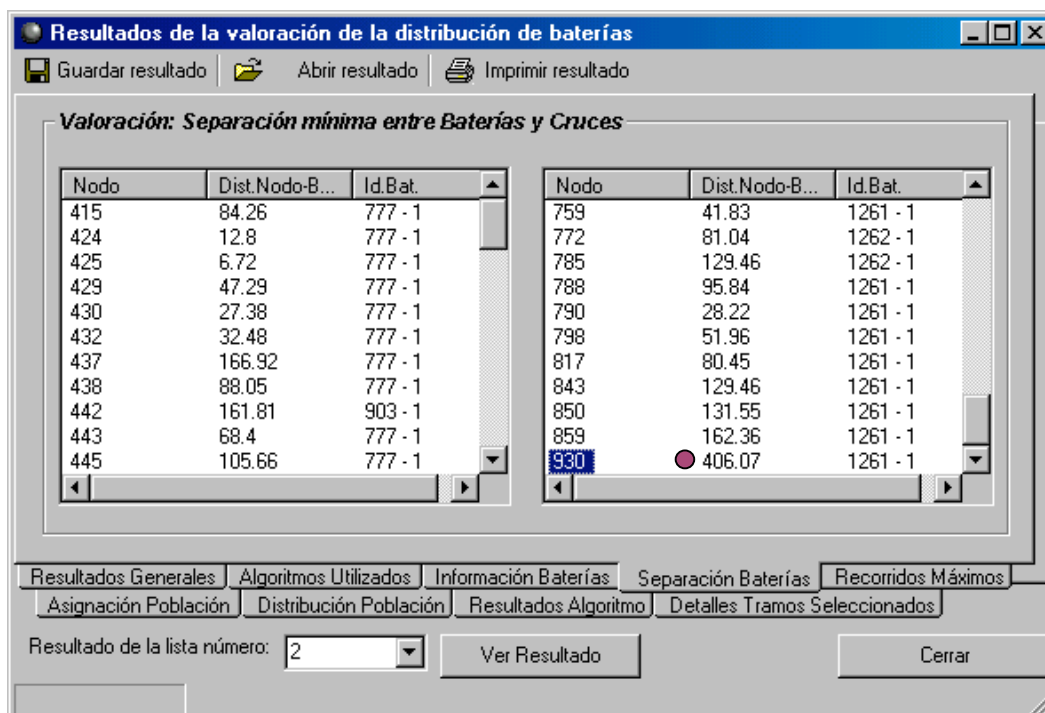 Resultados de la valoración de la distribución de baterías
Guardar resultado Abrir resultado Imprimir resultado
Valoración: Separación mínima entre Baterías y Cruces
Nodo Dist.Nodo-B... Id.Bat.
415 84.26 777 - 1
424 12.8 777 - 1
425 6.72 777 - 1
429 47.29 777 - 1
430 27.38 777 - 1
432 32.48 777 - 1
437 166.92 777 - 1
438 88.05 777 - 1
442 161.81 903 - 1
443 68.4 777 - 1
445 105.66 777 - 1
Nodo Dist.Nodo-B... Id.Bat.
759 41.83 1261 - 1
772 81.04 1262 - 1
785 129.46 1262 - 1
788 95.84 1261 - 1
790 28.22 1261 - 1
798 51.96 1261 - 1
817 80.45 1261 - 1
843 129.46 1261 - 1
850 131.55 1261 - 1
859 162.36 1261 - 1
930 406.07 1261 - 1
Resultados Generales Algoritmos Utilizados Información Baterías Separación Baterías Recorridos Máximos
Asignación Población Distribución Población Resultados Algoritmo Detalles Tramos Seleccionados
Resultado de la lista número: 2 Ver Resultado Cerrar